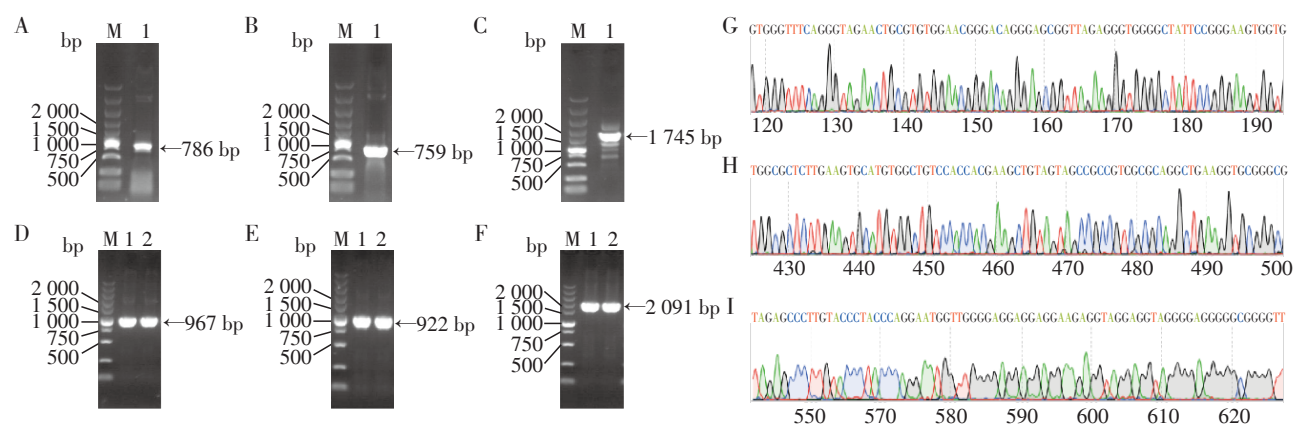 A
M 1
bp
2 000
1 500
1 000
750
500
←786 bp
B
M 1
bp
2 000
1 500
1 000
750
500
←759 bp
C
M 1
bp
2 000
1 500
1 000
750
500
←1 745 bp
D
bp
M 1 2
2 000
1 500
1 000
750
500
←967 bp
E
bp
M 1 2
2 000
1 500
1 000
750
500
←922 bp
F
bp
M 1 2
2 000
1 500
1 000
750
500
←2 091 bp
G
GTGGGTTTCAGGGTAGAACTGCGTGTGGAACGGGACAGGGAGCGGTTAGAGGGTGGGGCTATTCCGGGAAGTGGTG
120 130 140 150 160 170 180 190
H
TGGCGCTCTTGAAGTGCATGTGGCTGTCCACCACGAAGCTGTAGTAGCCGCCGTCGCGCAGGCTGAAGGTGCGGGCG
430 440 450 460 470 480 490 500
I
TAGAGCCCTTGTACCCTACCCAGGAATGGTTGGGGAGGAGGAGGAAGAGGTAGGAGGTAGGGGAGGGGGCGGGGTT
550 560 570 580 590 600 610 620